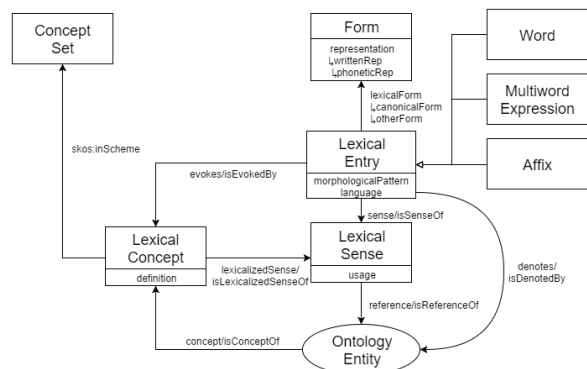 Concept
Set
Form
representation
↳writtenRep
↳phoneticRep
Word
Multiword
Expression
Affix
lexicalForm
↳canonicalForm
↳otherForm
skos:inScheme
Lexical
Entry
morphologicalPattern
language
evokes/isEvokedBy
sense/isSenseOf
Lexical
Concept
definition
lexicalizedSense/
isLexicalizedSenseOf
Lexical
Sense
usage
denotes/
isDenotedBy
reference/isReferenceOf
concept/isConceptOf
Ontology
Entity